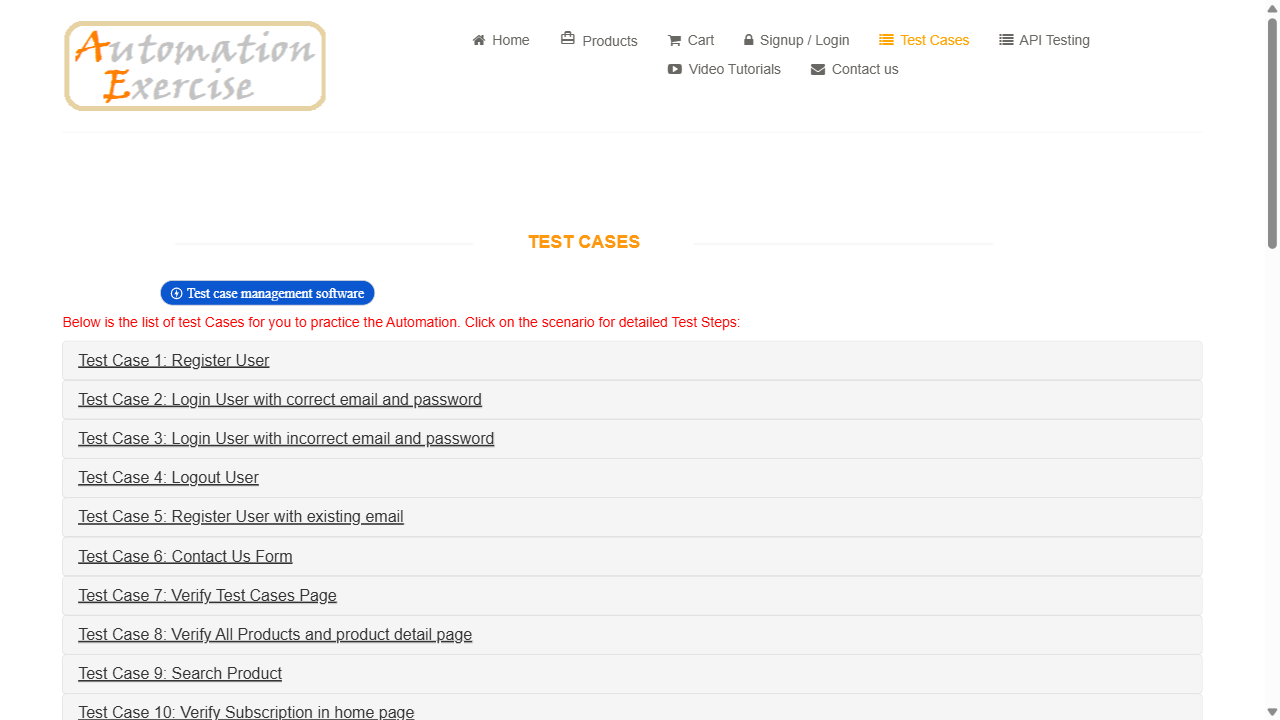 Automation
Exercise
Home
Products
Cart
Signup / Login
Test Cases
API Testing
Video Tutorials
Contact us
TEST CASES
Test case management software
Below is the list of test Cases for you to practice the Automation. Click on the scenario for detailed Test Steps:
Test Case 1: Register User
Test Case 2: Login User with correct email and password
Test Case 3: Login User with incorrect email and password
Test Case 4: Logout User
Test Case 5: Register User with existing email
Test Case 6: Contact Us Form
Test Case 7: Verify Test Cases Page
Test Case 8: Verify All Products and product detail page
Test Case 9: Search Product
Test Case 10: Verify Subscription in home page